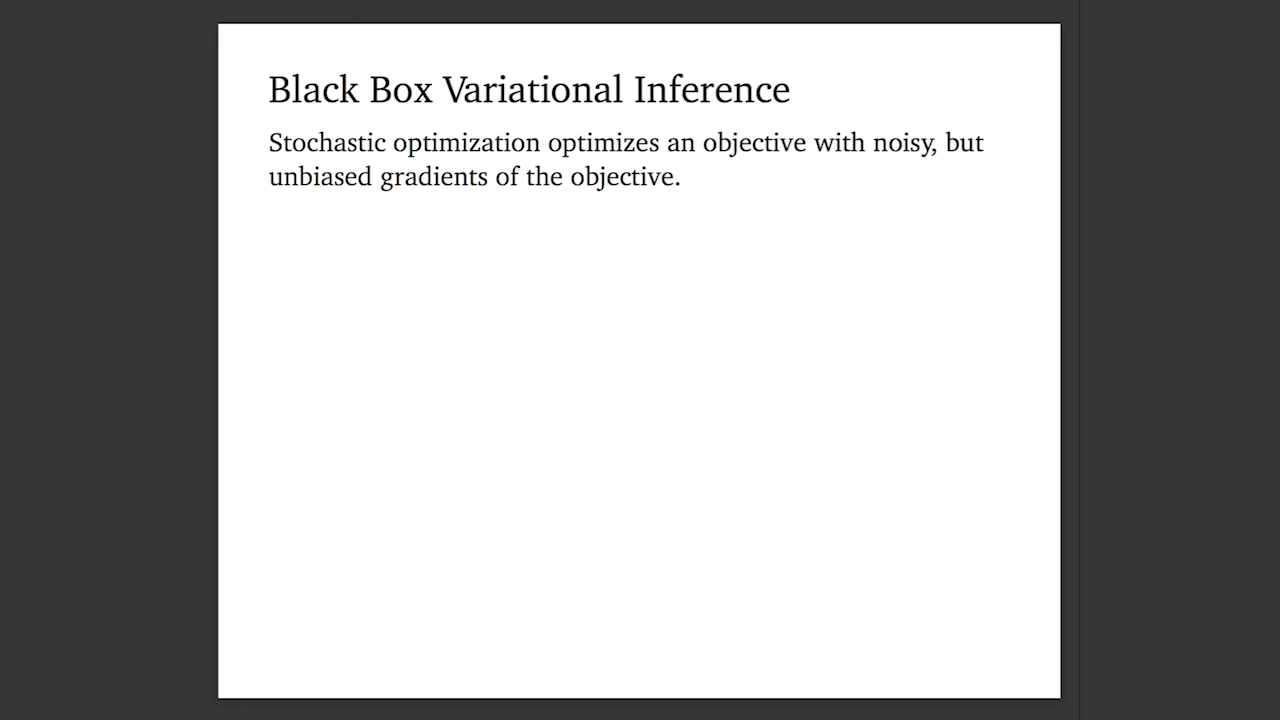 Black Box Variational Inference
Stochastic optimization optimizes an objective with noisy, but
unbiased gradients of the objective.